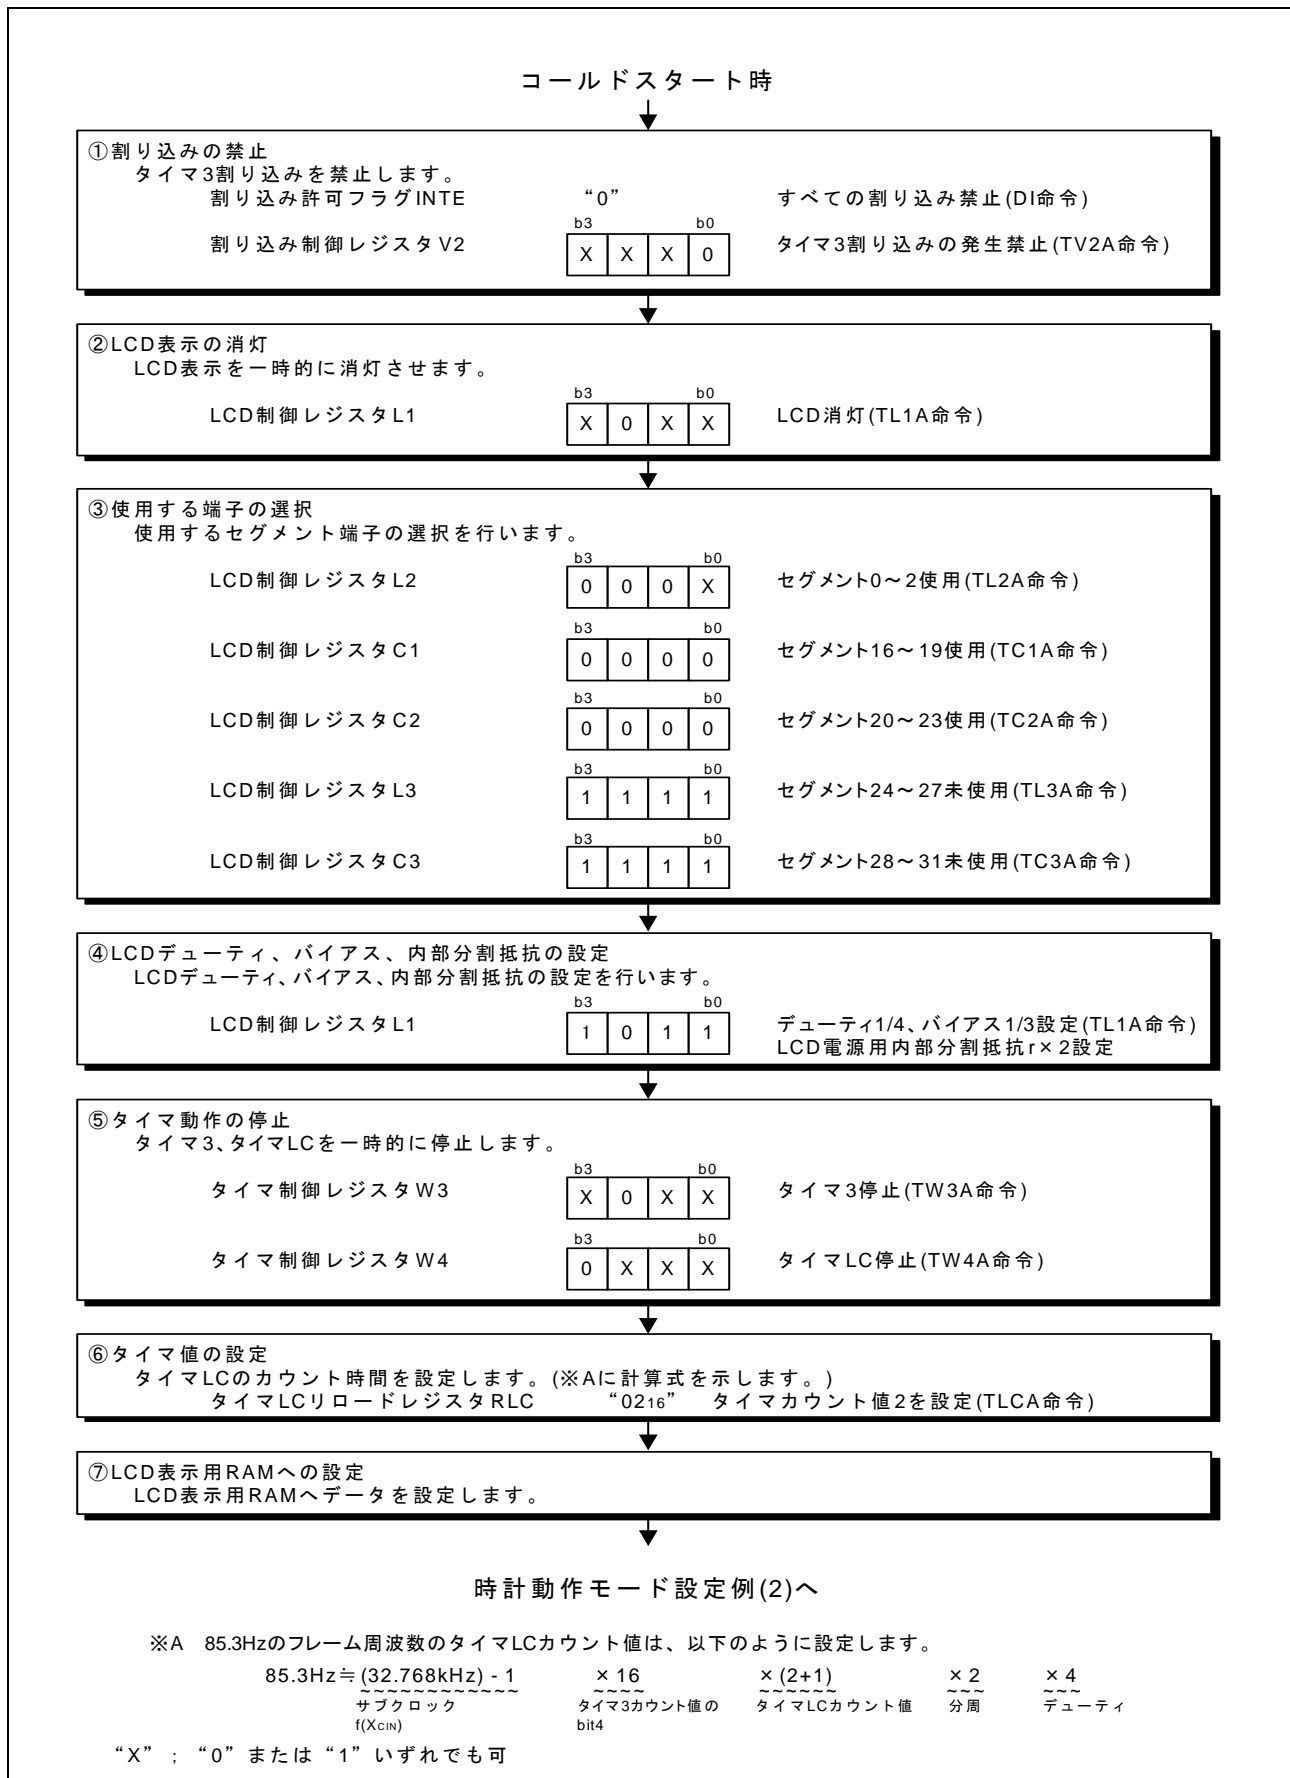 コールドスタート時
①割り込みの禁止
タイマ3割り込みを禁止します。
割り込み許可フラグINTE “0” すべての割り込み禁止(DI命令)
b3 b0
割り込み制御レジスタV2 X X X 0 タイマ3割り込みの発生禁止(TV2A命令)
②LCD表示の消灯
LCD表示を一時的に消灯させます。
b3 b0
LCD制御レジスタL1 X 0 X X LCD消灯(TL1A命令)
③使用する端子の選択
使用するセグメント端子の選択を行います。
b3 b0
LCD制御レジスタL2 0 0 0 X セグメント0～2使用(TL2A命令)
b3 b0
LCD制御レジスタC1 0 0 0 0 セグメント16～19使用(TC1A命令)
b3 b0
LCD制御レジスタC2 0 0 0 0 セグメント20～23使用(TC2A命令)
b3 b0
LCD制御レジスタL3 1 1 1 1 セグメント24～27未使用(TL3A命令)
b3 b0
LCD制御レジスタC3 1 1 1 1 セグメント28～31未使用(TC3A命令)
④LCDデューティ、バイアス、内部分割抵抗の設定
LCDデューティ、バイアス、内部分割抵抗の設定を行います。
b3 b0
LCD制御レジスタL1 1 0 1 1 デューティ1/4、バイアス1/3設定(TL1A命令)
LCD電源用内部分割抵抗r×2設定
⑤タイマ動作の停止
タイマ3、タイマLCを一時的に停止します。
b3 b0
タイマ制御レジスタW3 X 0 X X タイマ3停止(TW3A命令)
b3 b0
タイマ制御レジスタW4 0 X X X タイマLC停止(TW4A命令)
⑥タイマ値の設定
タイマLCのカウント時間を設定します。(※Aに計算式を示します。)
タイマLCリロードレジスタRLC “0216” タイマカウント値2を設定(TLCA命令)
⑦LCD表示用RAMへの設定
LCD表示用RAMへデータを設定します。
時計動作モード設定例(2)へ
※A 85.3Hzのフレーム周波数のタイマLCカウント値は、以下のように設定します。
85.3Hz≒(32.768kHz) - 1 ×16 ×(2+1) ×2 ×4
サブクロック タイマ3カウント値の タイマLCカウント値 分周 デューティ
f(XCIN) bit4
“X” ; “0”または“1”いずれでも可